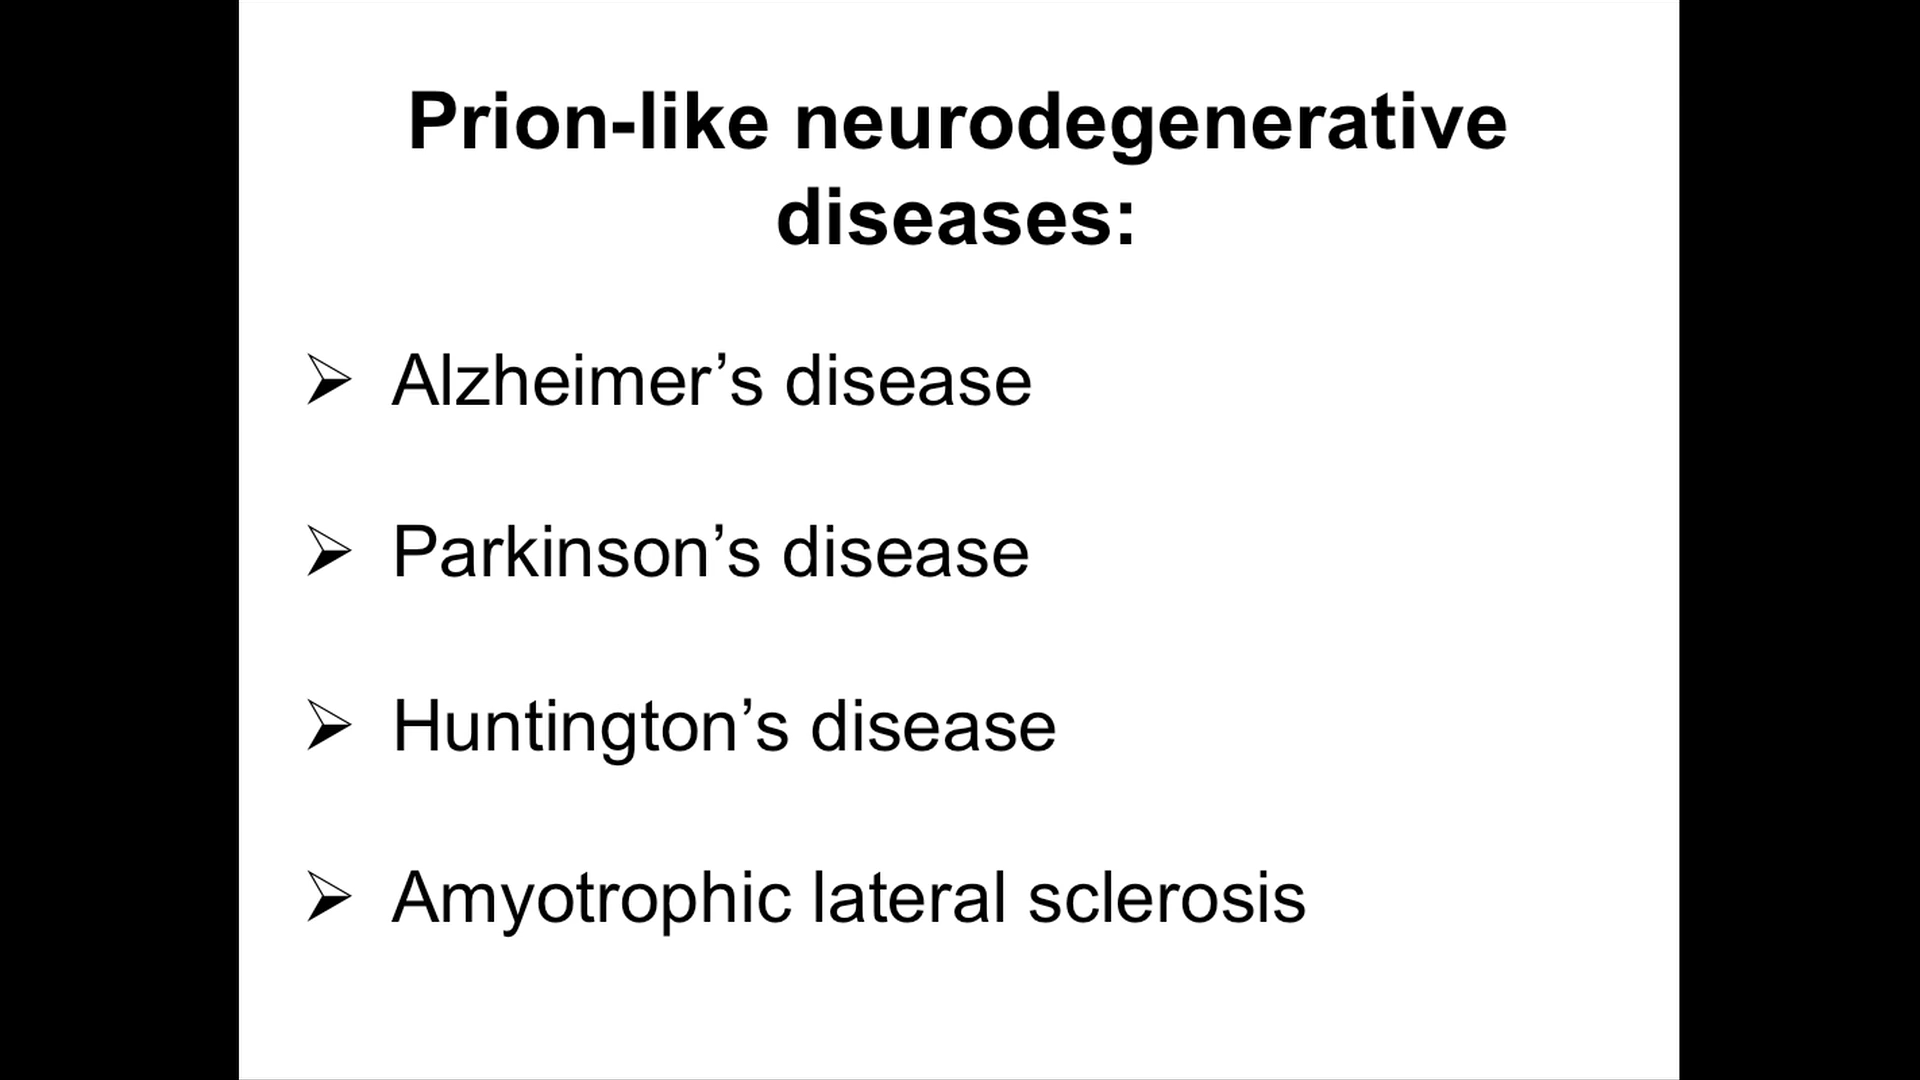 Prion-like neurodegenerative
diseases:
Alzheimer’s disease
Parkinson’s disease
Huntington’s disease
Amyotrophic lateral sclerosis